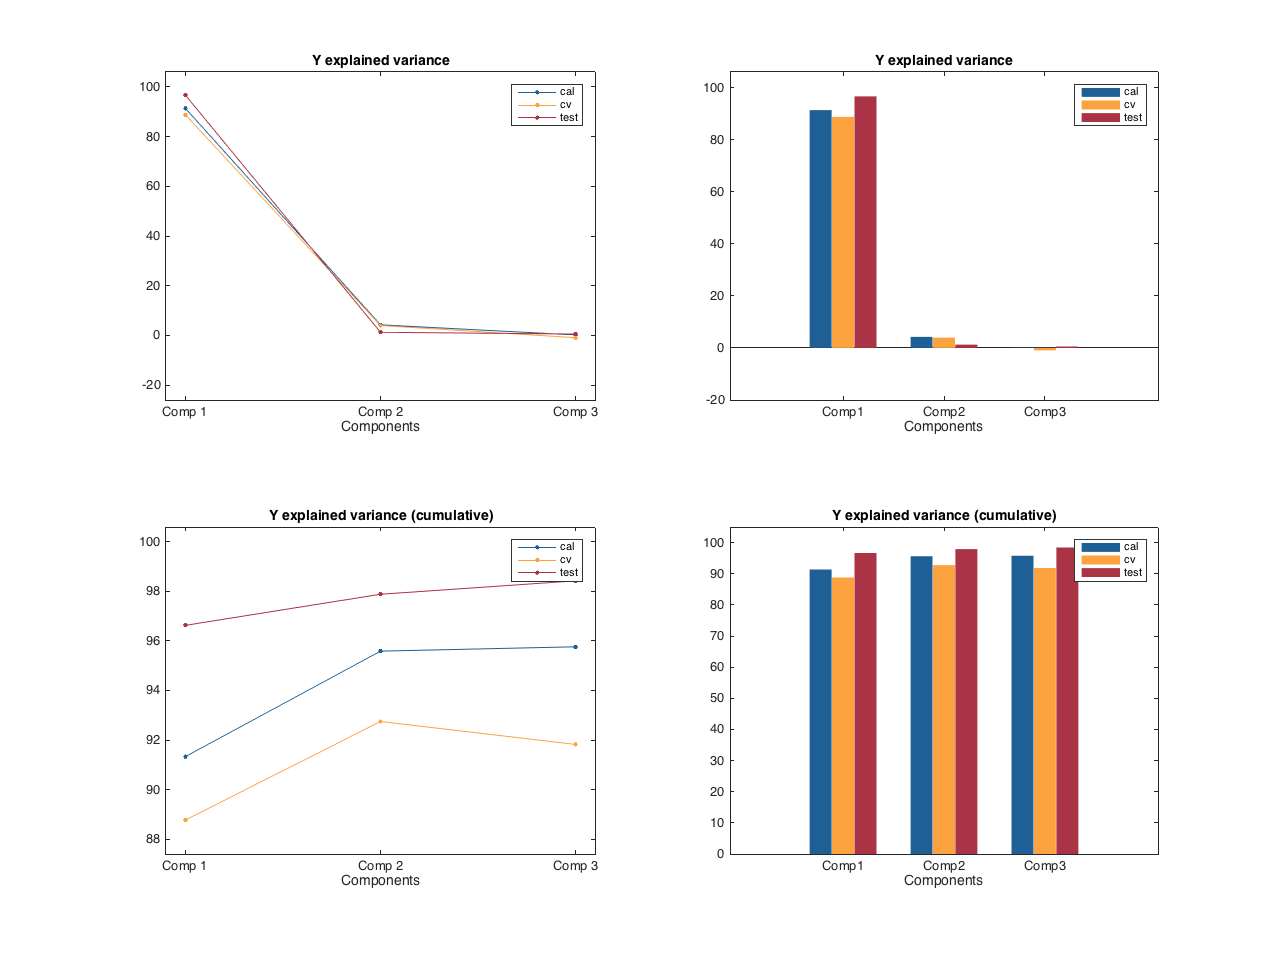 Y explained variance
100
80
60
40
20
0
-20
Comp 1
Comp 2
Comp 3
Components
cal
cv
test
Y explained variance
100
80
60
40
20
0
-20
Comp1
Comp2
Comp3
Components
cal
cv
test
Y explained variance (cumulative)
100
98
96
94
92
90
88
Comp 1
Comp 2
Comp 3
Components
cal
cv
test
Y explained variance (cumulative)
100
90
80
70
60
50
40
30
20
10
0
Comp1
Comp2
Comp3
Components
cal
cv
test